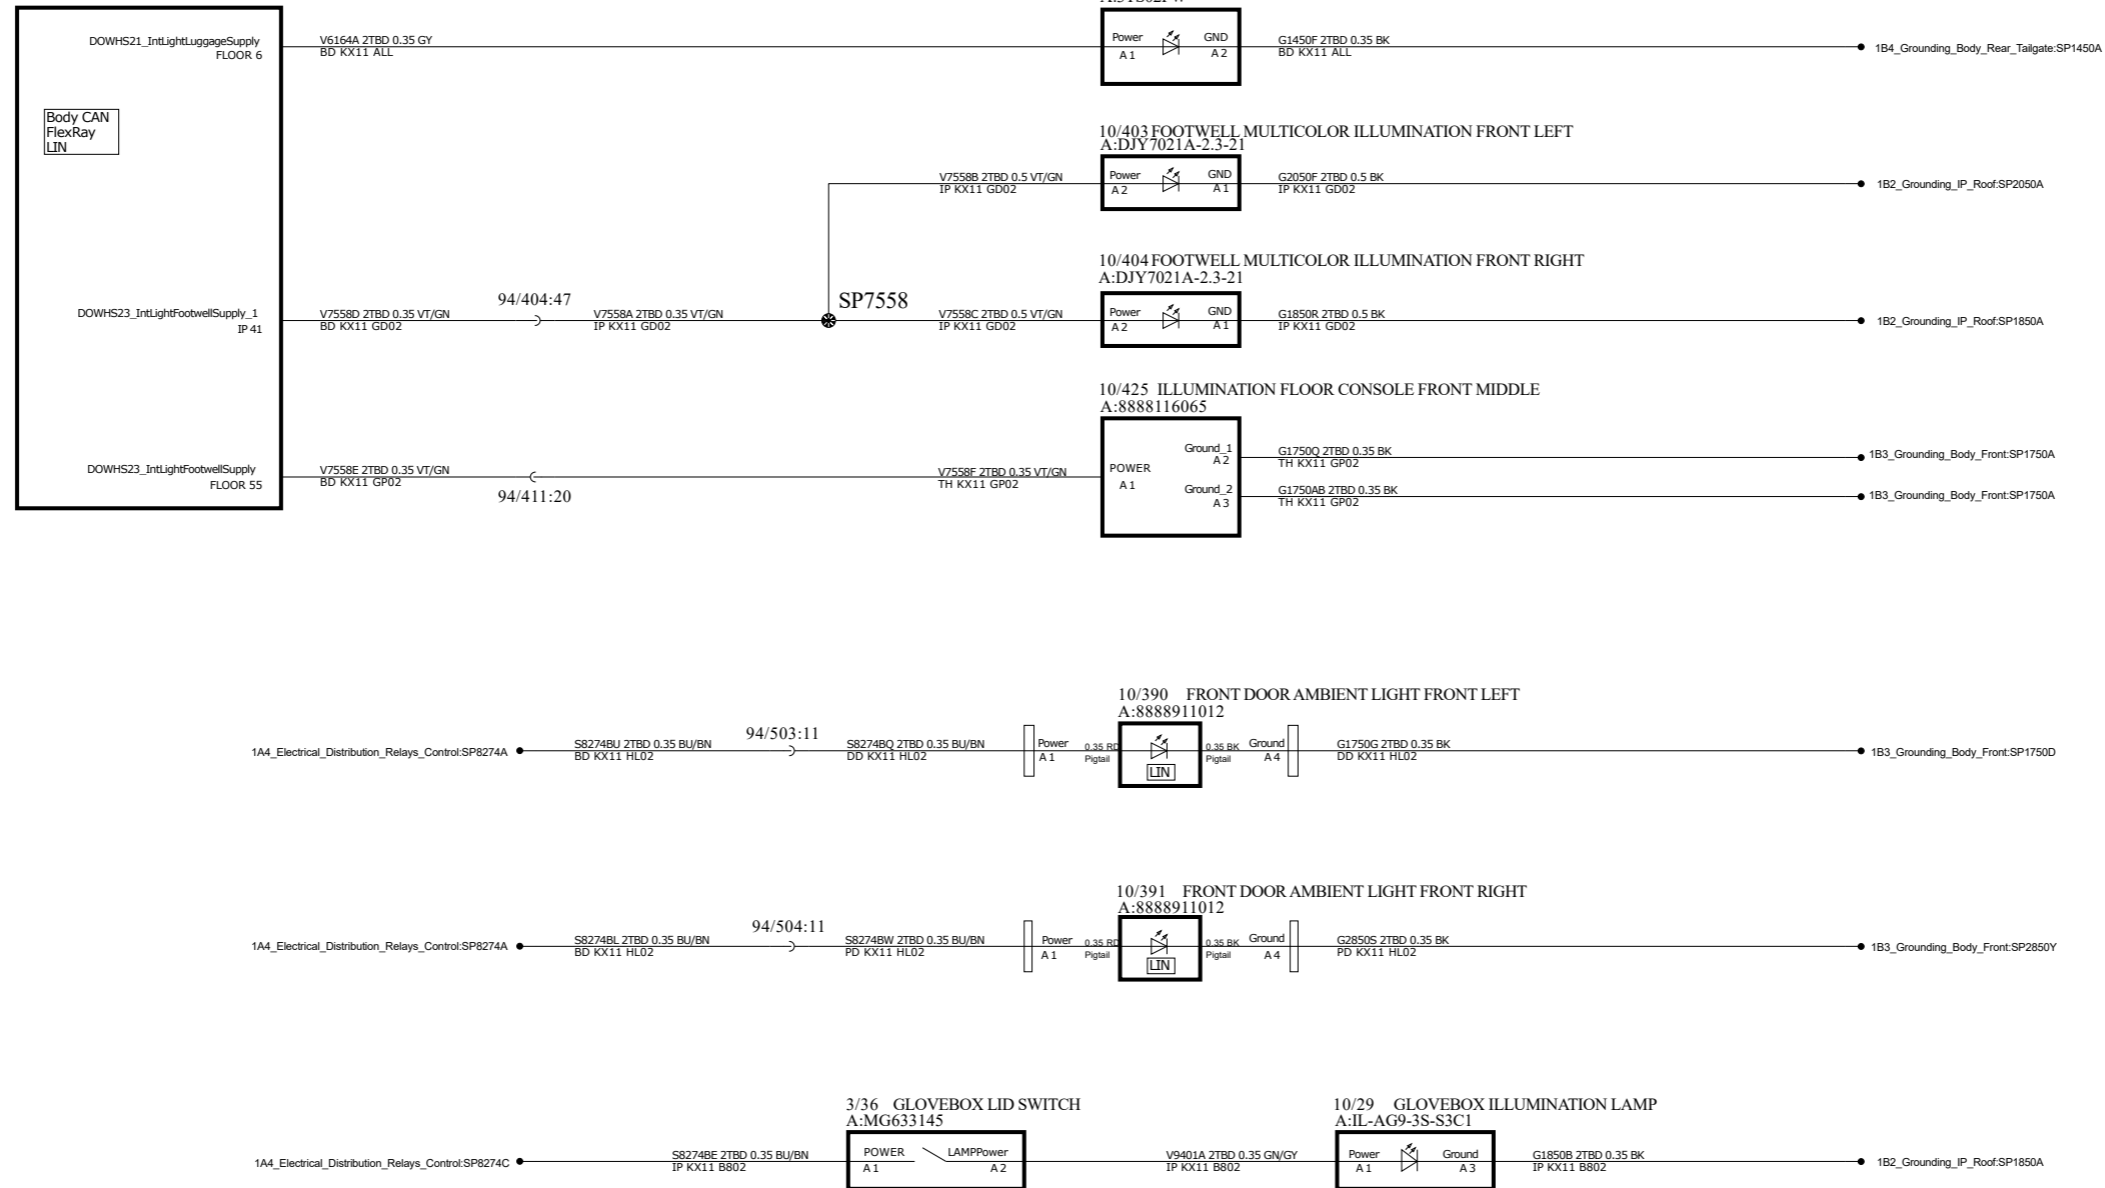 DOWHS21_IntLightLuggageSupply
FLOOR 6
V6164A 2TBD 0.35 GY
BD KX11 ALL
Power
A 1
GND
A 2
G1450F 2TBD 0.35 BK
BD KX11 ALL
1B4_Grounding_Body_Rear_Tailgate:SP1450A
Body CAN
FlexRay
LIN
10/403 FOOTWELL MULTICOLOR ILLUMINATION FRONT LEFT
A:DJY7021A-2.3-21
V7558B 2TBD 0.5 VT/GN
IP KX11 GD02
Power
A 2
GND
A 1
G2050F 2TBD 0.5 BK
IP KX11 GD02
1B2_Grounding_IP_Roof:SP2050A
10/404 FOOTWELL MULTICOLOR ILLUMINATION FRONT RIGHT
A:DJY7021A-2.3-21
DOWHS23_IntLightFootwellSupply_1
IP 41
V7558D 2TBD 0.35 VT/GN
BD KX11 GD02
94/404:47
V7558A 2TBD 0.35 VT/GN
IP KX11 GD02
SP7558
V7558C 2TBD 0.5 VT/GN
IP KX11 GD02
Power
A 2
GND
A 1
G1850R 2TBD 0.5 BK
IP KX11 GD02
1B2_Grounding_IP_Roof:SP1850A
10/425 ILLUMINATION FLOOR CONSOLE FRONT MIDDLE
A:8888116065
DOWHS23_IntLightFootwellSupply
FLOOR 55
V7558E 2TBD 0.35 VT/GN
BD KX11 GP02
94/411:20
V7558F 2TBD 0.35 VT/GN
TH KX11 GP02
POWER
A 1
Ground_1
A 2
G1750Q 2TBD 0.35 BK
TH KX11 GP02
1B3_Grounding_Body_Front:SP1750A
Ground_2
A 3
G1750AB 2TBD 0.35 BK
TH KX11 GP02
1B3_Grounding_Body_Front:SP1750A
10/390 FRONT DOOR AMBIENT LIGHT FRONT LEFT
A:8888911012
1A4_Electrical_Distribution_Relays_Control:SP8274A
S8274BU 2TBD 0.35 BU/BN
BD KX11 HL02
94/503:11
S8274BQ 2TBD 0.35 BU/BN
DD KX11 HL02
Power
A 1
0.35 RD
Pigtail
LIN
0.35 BK
Pigtail
Ground
A 4
G1750G 2TBD 0.35 BK
DD KX11 HL02
1B3_Grounding_Body_Front:SP1750D
10/391 FRONT DOOR AMBIENT LIGHT FRONT RIGHT
A:8888911012
1A4_Electrical_Distribution_Relays_Control:SP8274A
S8274BL 2TBD 0.35 BU/BN
BD KX11 HL02
94/504:11
S8274BW 2TBD 0.35 BU/BN
PD KX11 HL02
Power
A 1
0.35 RD
Pigtail
LIN
0.35 BK
Pigtail
Ground
A 4
G2850S 2TBD 0.35 BK
PD KX11 HL02
1B3_Grounding_Body_Front:SP2850Y
3/36 GLOVEBOX LID SWITCH
A:MG633145
10/29 GLOVEBOX ILLUMINATION LAMP
A:IL-AG9-3S-S3C1
1A4_Electrical_Distribution_Relays_Control:SP8274C
S8274BE 2TBD 0.35 BU/BN
IP KX11 B802
POWER
A 1
LAMPPower
A 2
V9401A 2TBD 0.35 GN/GY
IP KX11 B802
Power
A 1
Ground
A 3
G1850B 2TBD 0.35 BK
IP KX11 B802
1B2_Grounding_IP_Roof:SP1850A